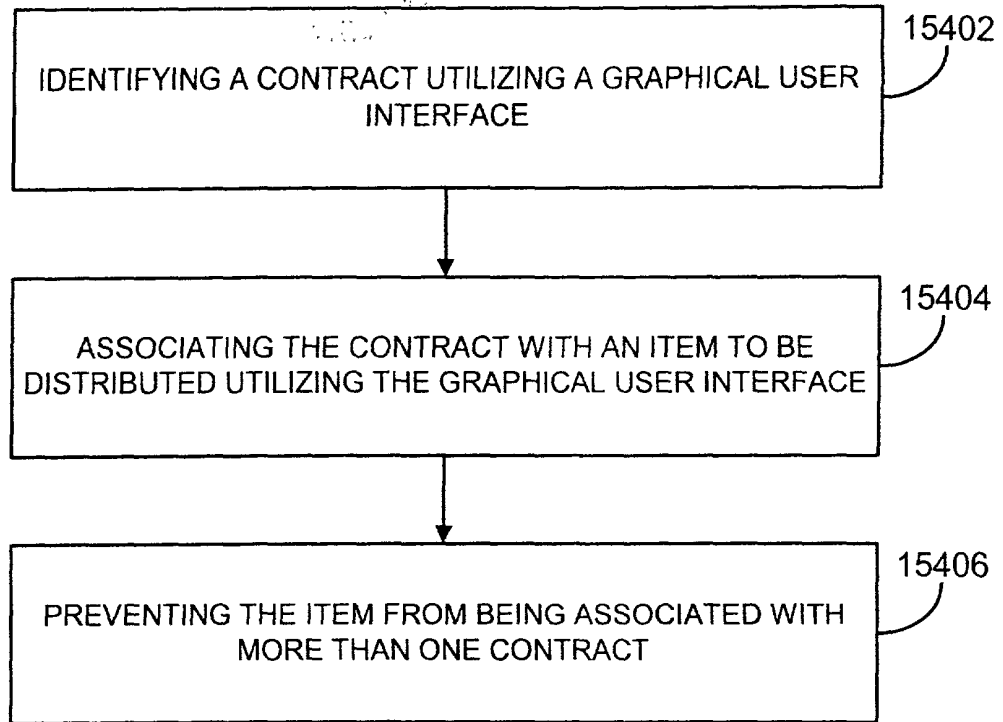 15402
IDENTIFYING A CONTRACT UTILIZING A GRAPHICAL USER
INTERFACE
15404
ASSOCIATING THE CONTRACT WITH AN ITEM TO BE
DISTRIBUTED UTILIZING THE GRAPHICAL USER INTERFACE
15406
PREVENTING THE ITEM FROM BEING ASSOCIATED WITH
MORE THAN ONE CONTRACT